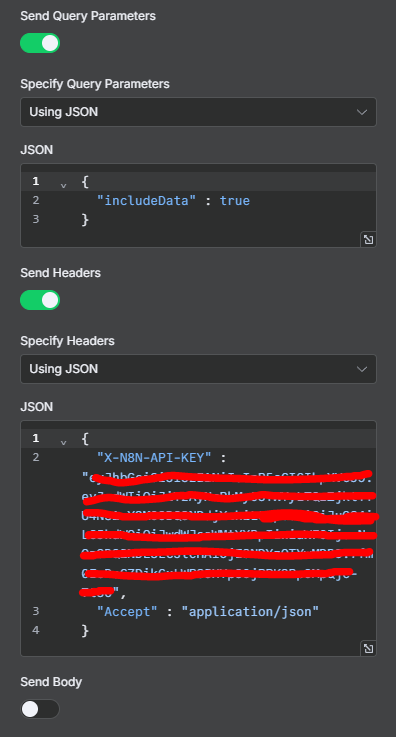 Send Query Parameters
Specify Query Parameters
Using JSON
JSON
1 {
2 "includeData" : true
3 }
Send Headers
Specify Headers
Using JSON
JSON
1 {
2 "X-N8N-API-KEY" :
",
3 "Accept" : "application/json"
4 }
Send Body